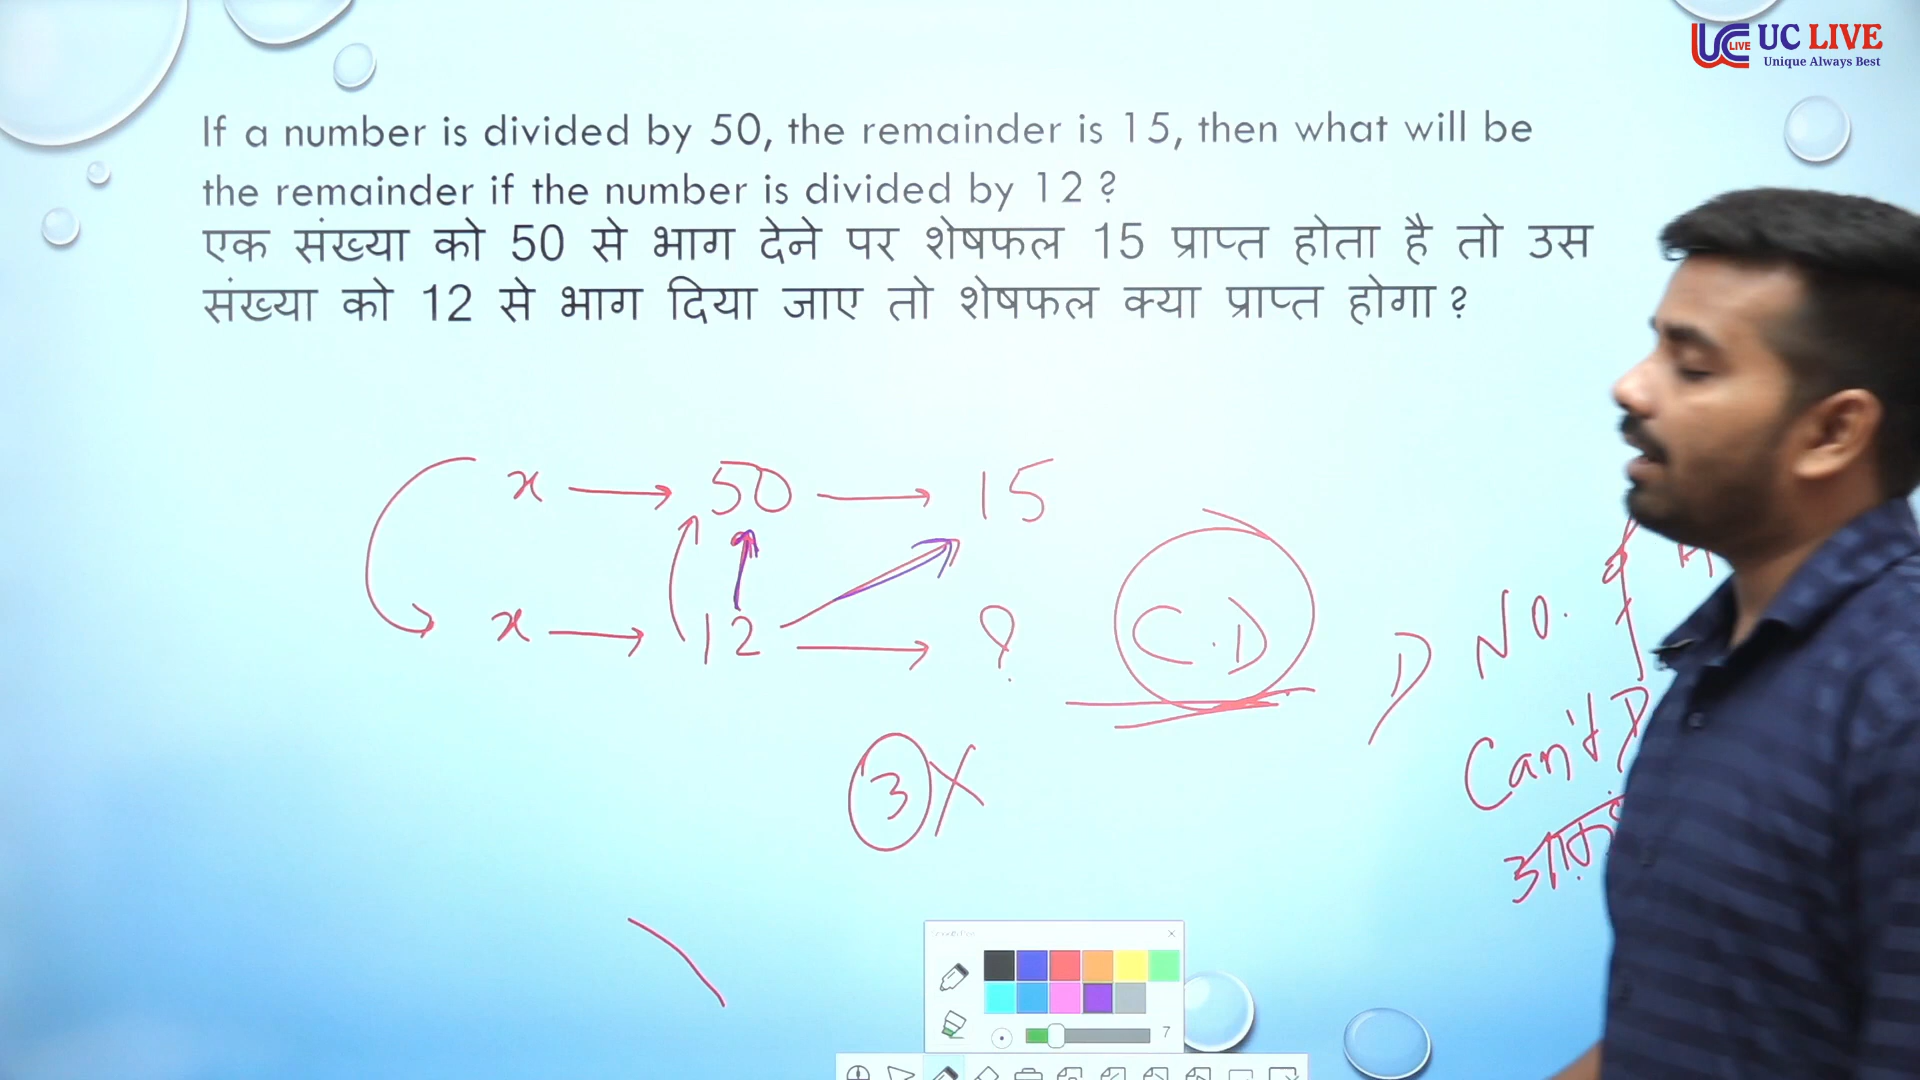 UC LIVE
LIVE
Unique Always Best
If a number is divided by 50, the remainder is 15, then what will be
the remainder if the number is divided by 12 ?
एक संख्या को 50 से भाग देने पर शेषफल 15 प्राप्त होता है तो उस
संख्या को 12 से भाग दिया जाए तो शेषफल क्या प्राप्त होगा ?
x → 50 → 15
x → 12 → ?
C.D
D NO.
Can't D
3 X
7